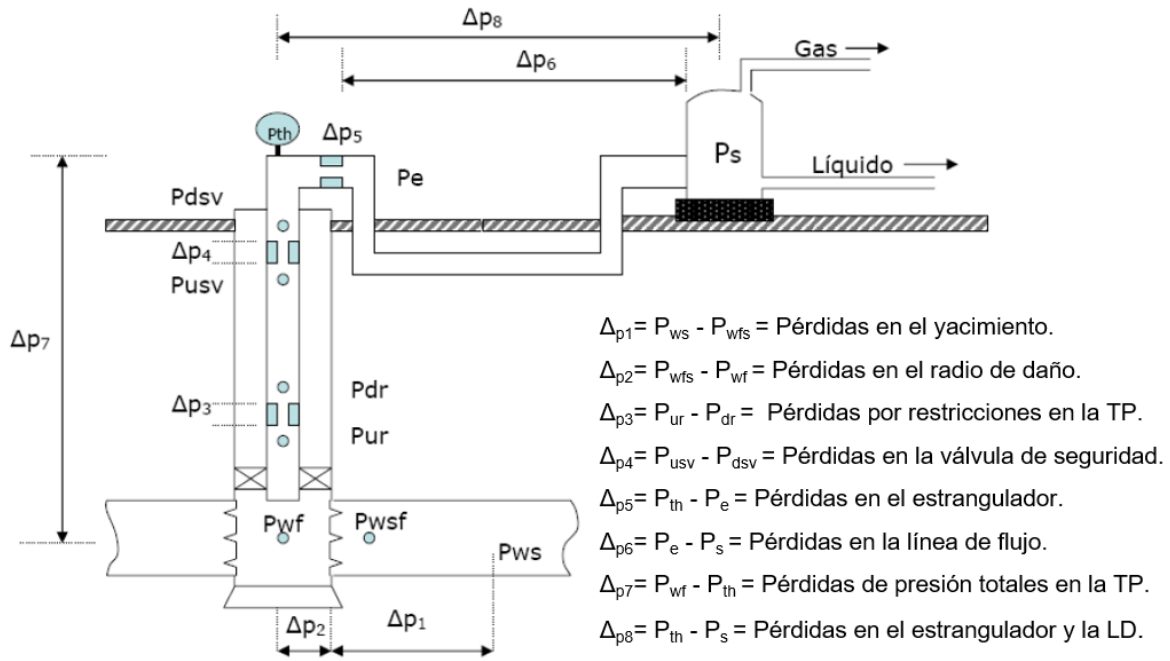 Δp₈
Gas
Δp₆
Pth
Δp₅
Ps
Pe
Líquido
Pdsv
Δp₄
Pusv
Δp₇
Pdr
Δp₃
Pur
Pwf
Pwsf
Pws
Δp₂
Δp₁
Δp1= Pws - Pwfs = Pérdidas en el yacimiento.
Δp2= Pwfs - Pwf = Pérdidas en el radio de daño.
Δp3= Pur - Pdr = Pérdidas por restricciones en la TP.
Δp4= Pusv - Pdsv = Pérdidas en la válvula de seguridad.
Δp5= Pth - Pe = Pérdidas en el estrangulador.
Δp6= Pe - Ps = Pérdidas en la línea de flujo.
Δp7= Pwf - Pth = Pérdidas de presión totales en la TP.
Δp8= Pth - Ps = Pérdidas en el estrangulador y la LD.